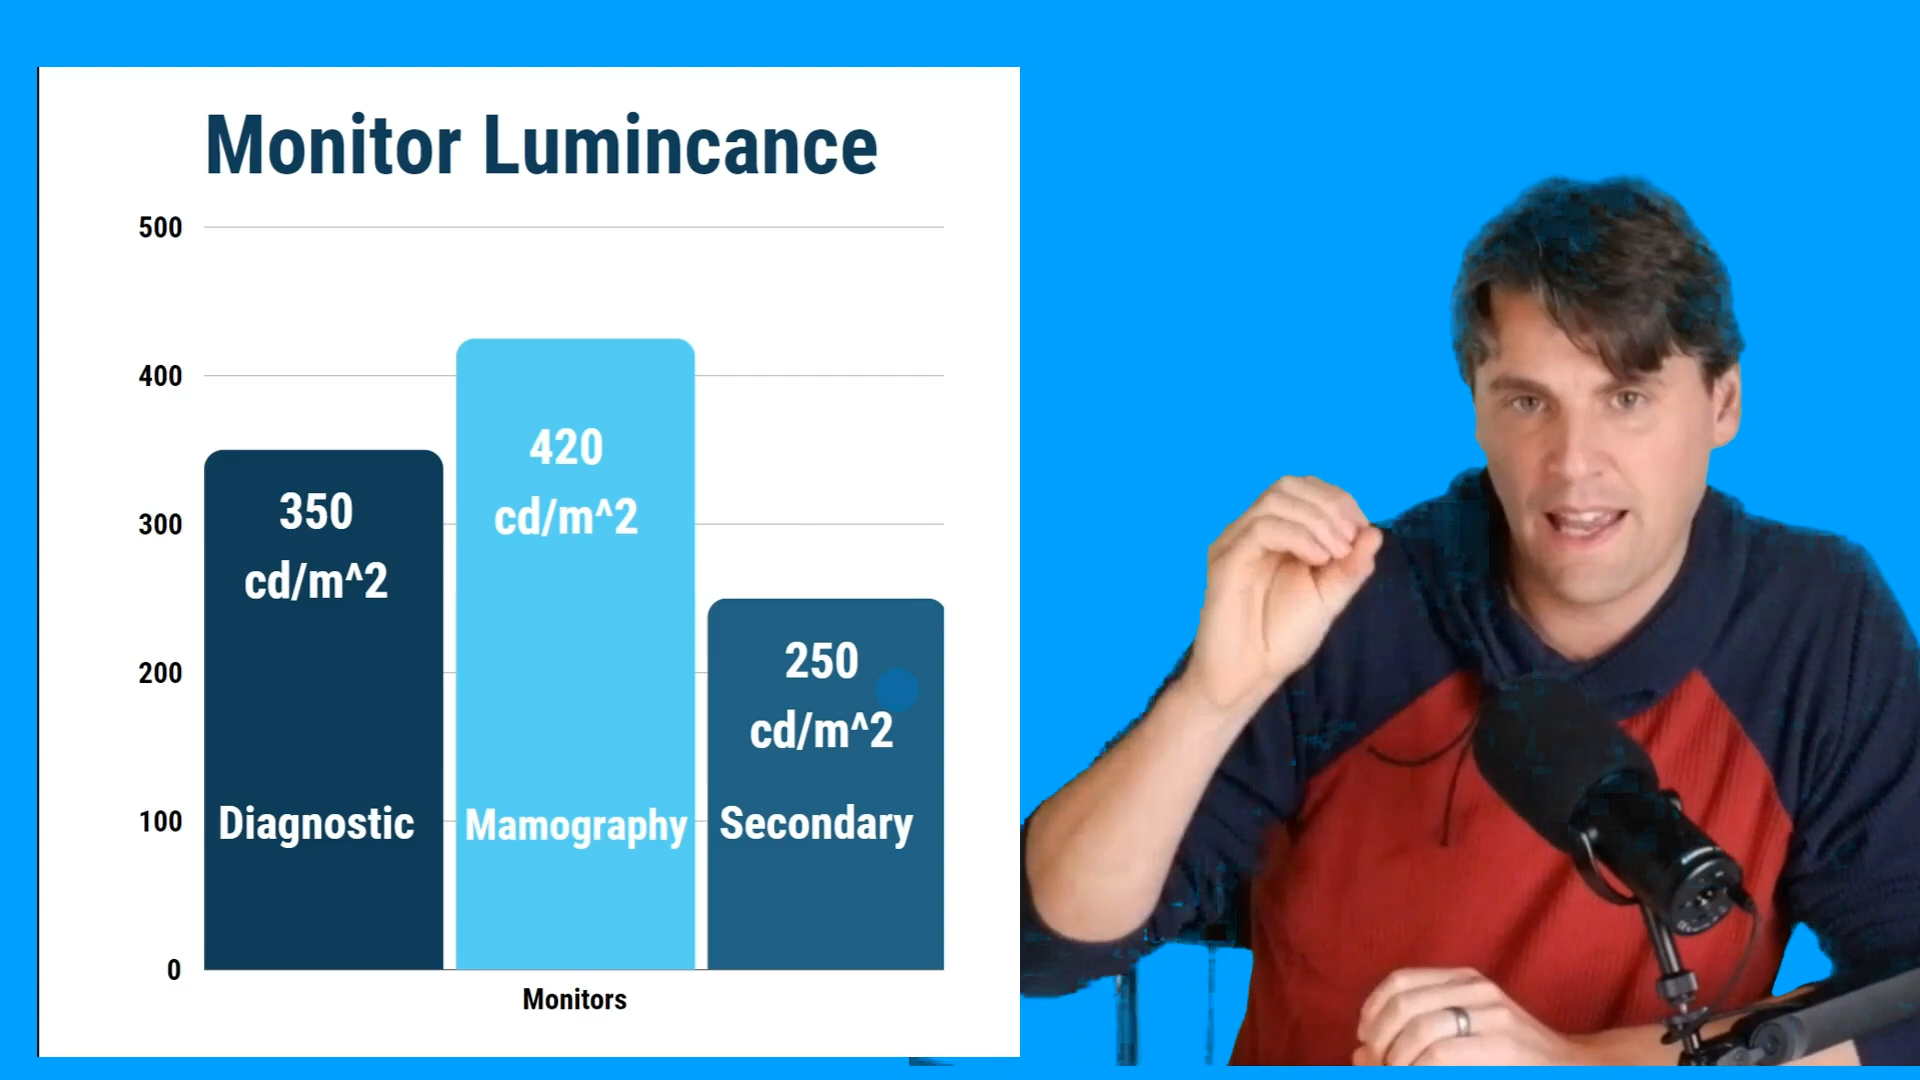 Monitor Lumincance
500
400
300
200
100
0
350
cd/m^2
Diagnostic
420
cd/m^2
Mamography
250
cd/m^2
Secondary
Monitors